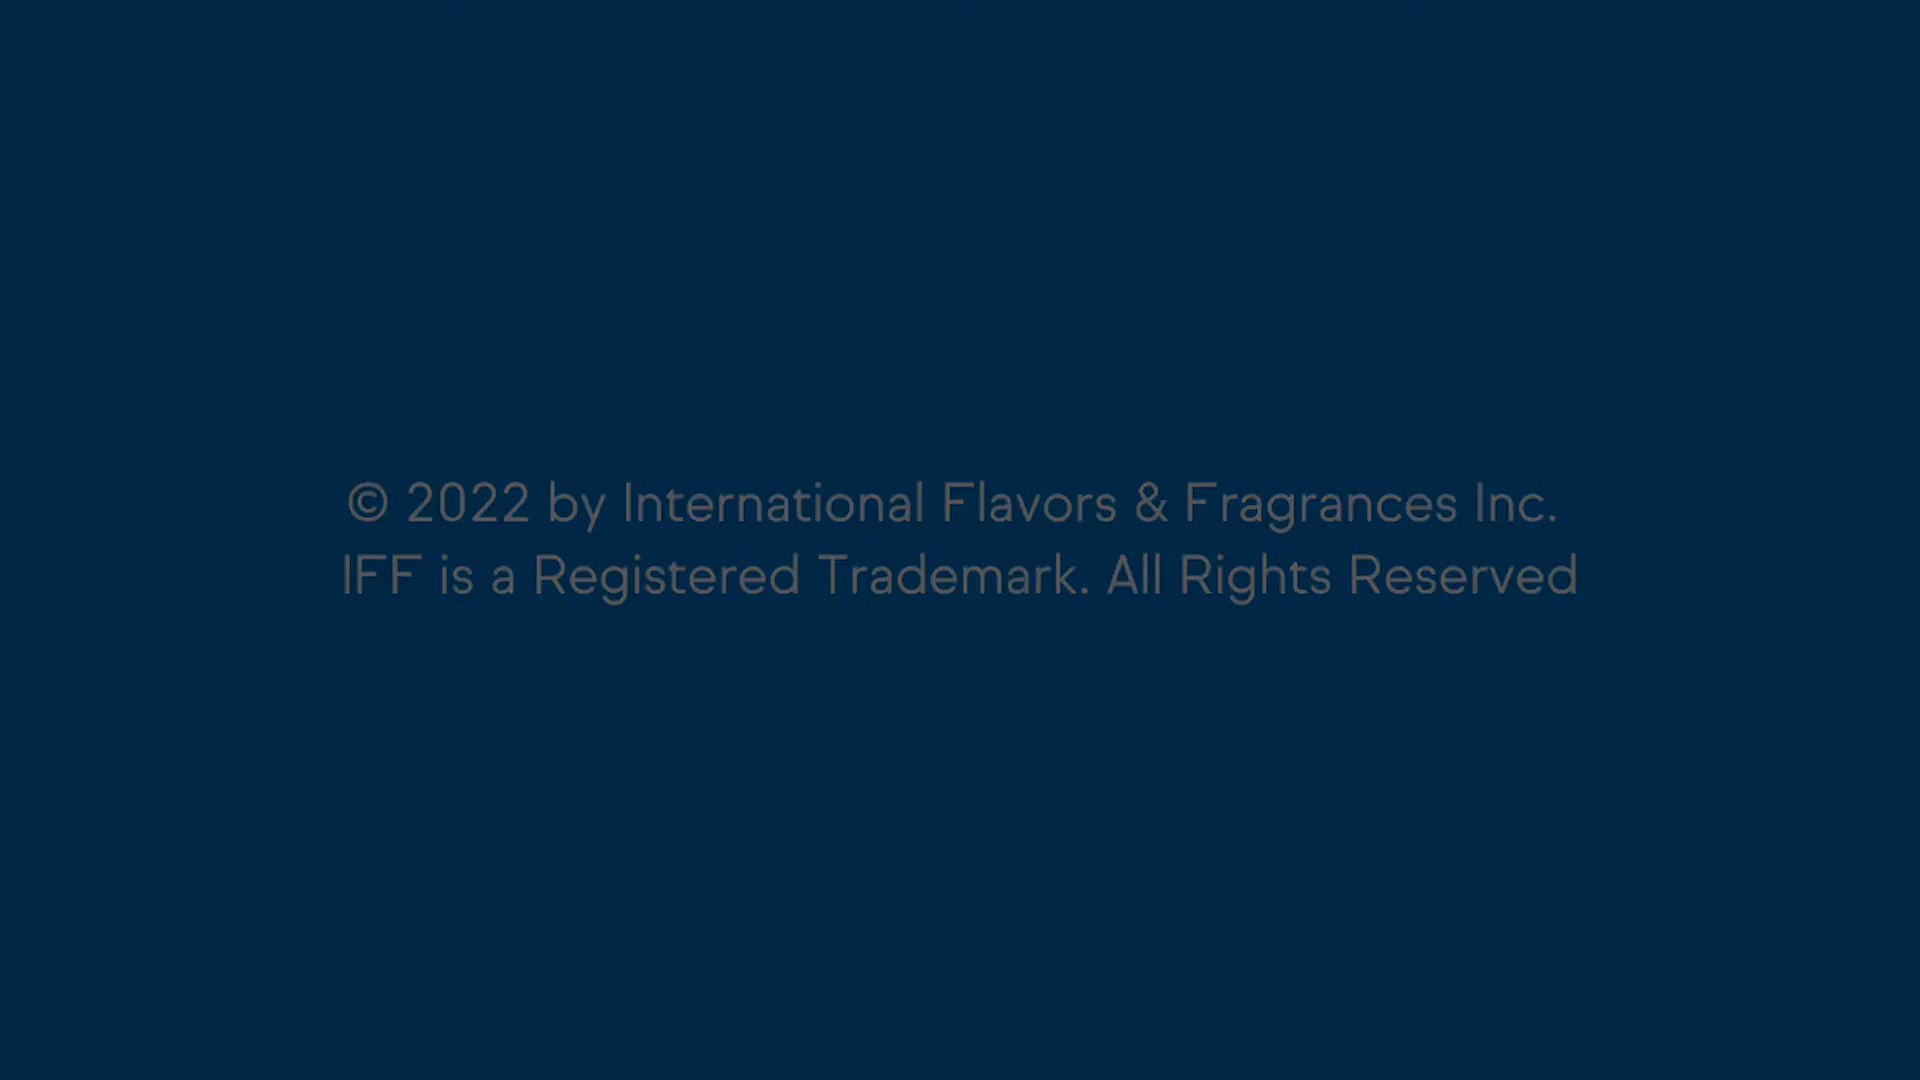 © 2022 by International Flavors & Fragrances Inc.
IFF is a Registered Trademark. All Rights Reserved